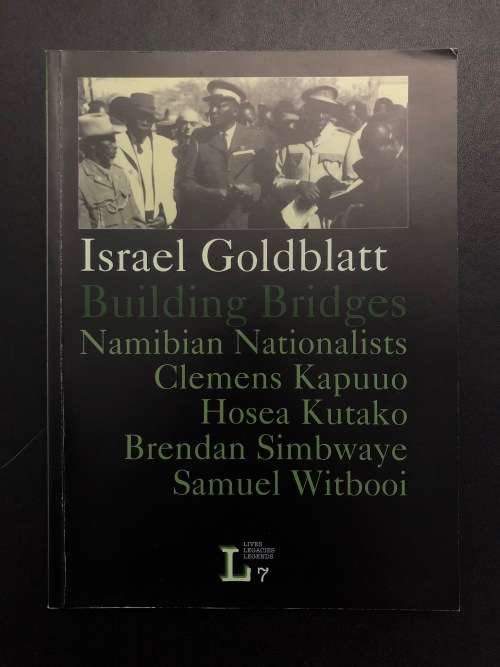 Israel Goldblatt
Building Bridges
Namibian Nationalists
Clemens Kapuuo
Hosea Kutako
Brendan Simbwaye
Samuel Witbooi
LIVES
LEGACIES
LEGENDS
L 7